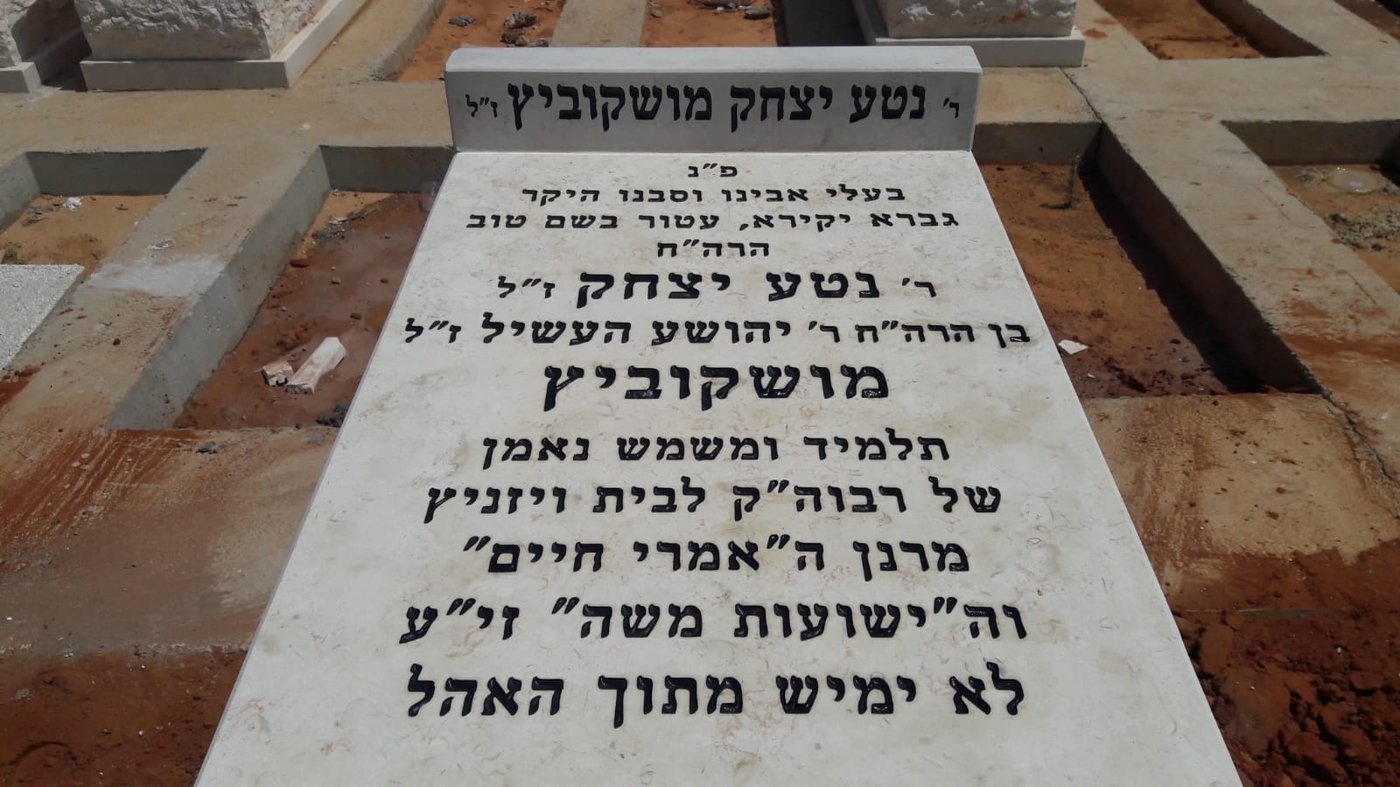 ר׳ נטע יצחק מושקוביץ ז״ל
פ״נ
בעלי אבינו וסבנו היקר
גברא יקירא, עטור בשם טוב
הרה״ח
ר׳ נטע יצחק ז״ל
בן הרה״ח ר׳ יהושע העשיל ז״ל
מושקוביץ
תלמיד ומשמש נאמן
של רבוה״ק לבית ויזניץ
מרנן ה״אמרי חיים״
וה״ישועות משה״ זי״ע
לא ימיש מתוך האהל